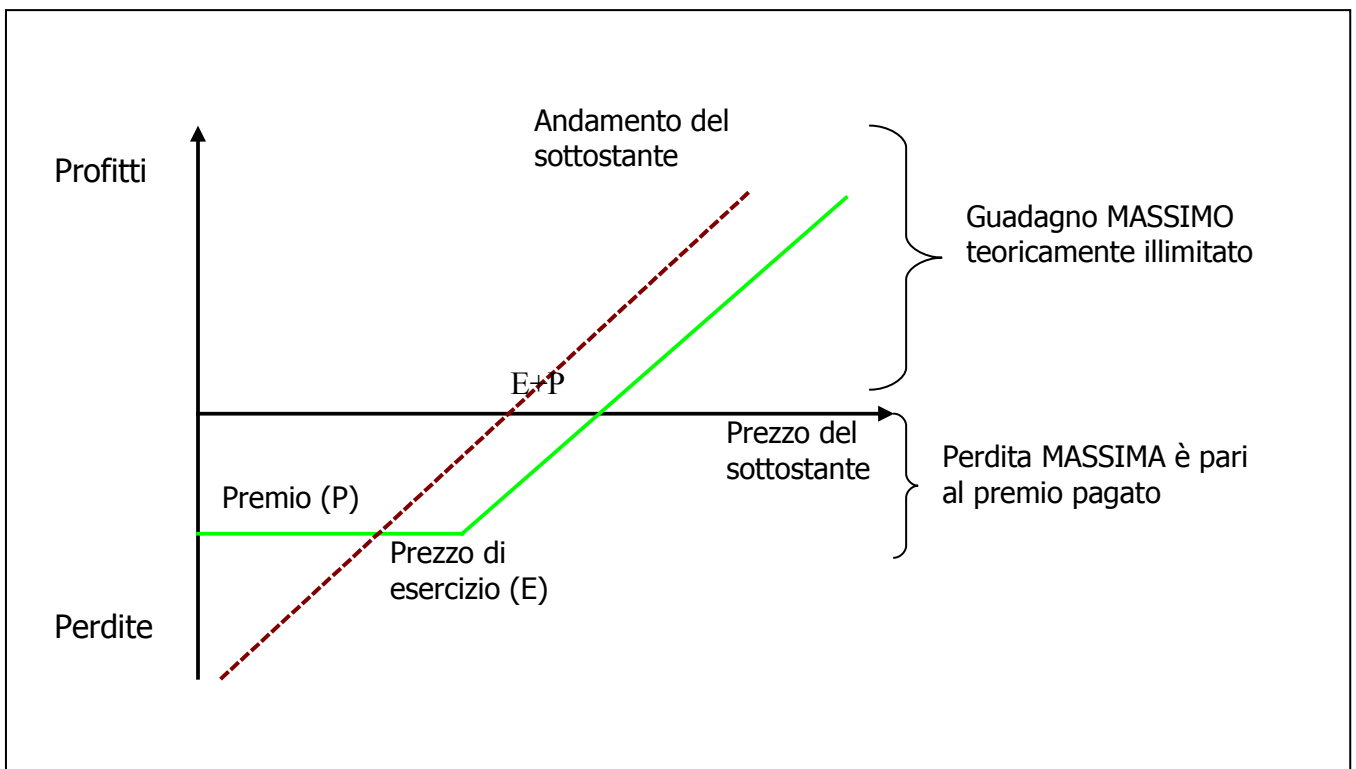 Andamento del
sottostante
Profitti
Guadagno MASSIMO
teoricamente illimitato
E+P
Prezzo del
sottostante
Perdita MASSIMA è pari
al premio pagato
Premio (P)
Prezzo di
esercizio (E)
Perdite